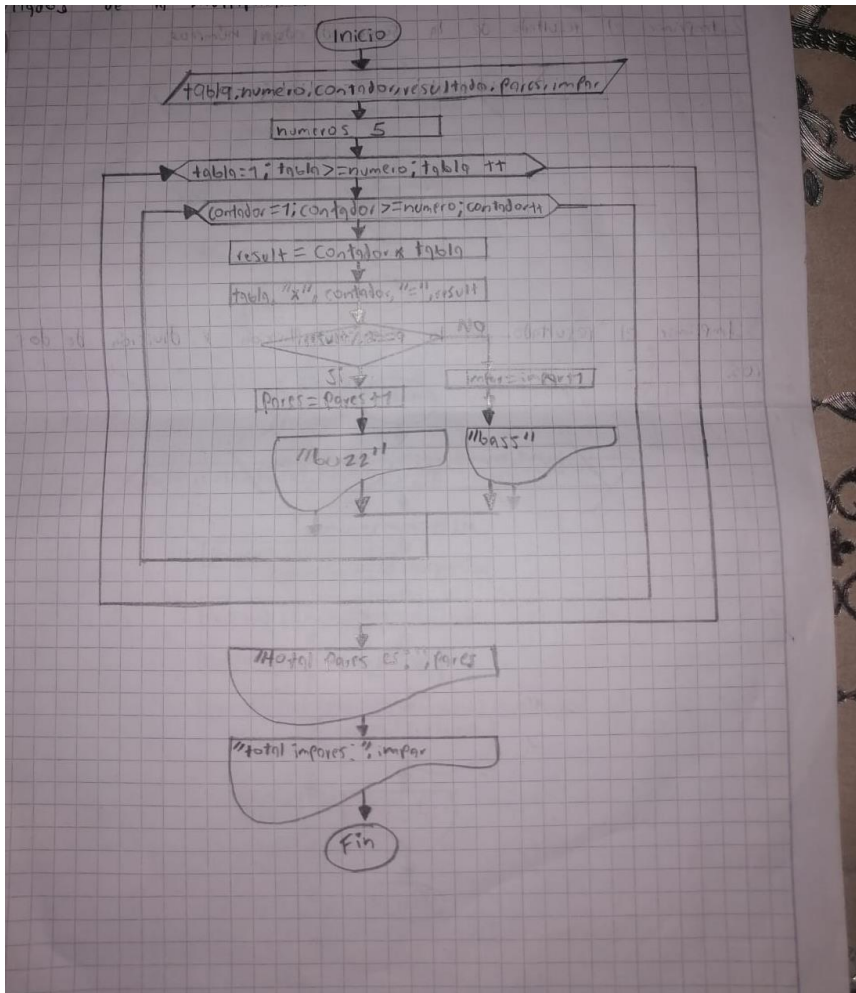 Inicio
tabla,numero,contador,resultado,pares,impar
numeros 5
tabla=1; tabla>=numero; tabla ++
contador=1;contador>=numero;contador++
result = contador * tabla
tabla, "x", contador, "=",result
NO
Si
impar=impar+1
Pares=Pares+1
"buzz"
"bass"
"total Pares es:",pares
"total impares:",impar
Fin